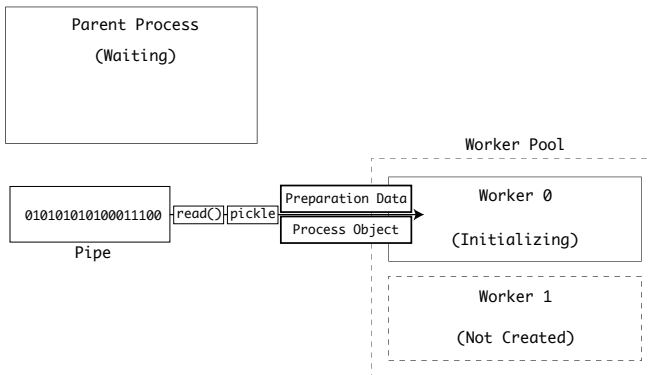 Parent Process
(Waiting)
Worker Pool
010101010100011100
read()
pickle
Preparation Data
Process Object
Pipe
Worker 0
(Initializing)
Worker 1
(Not Created)